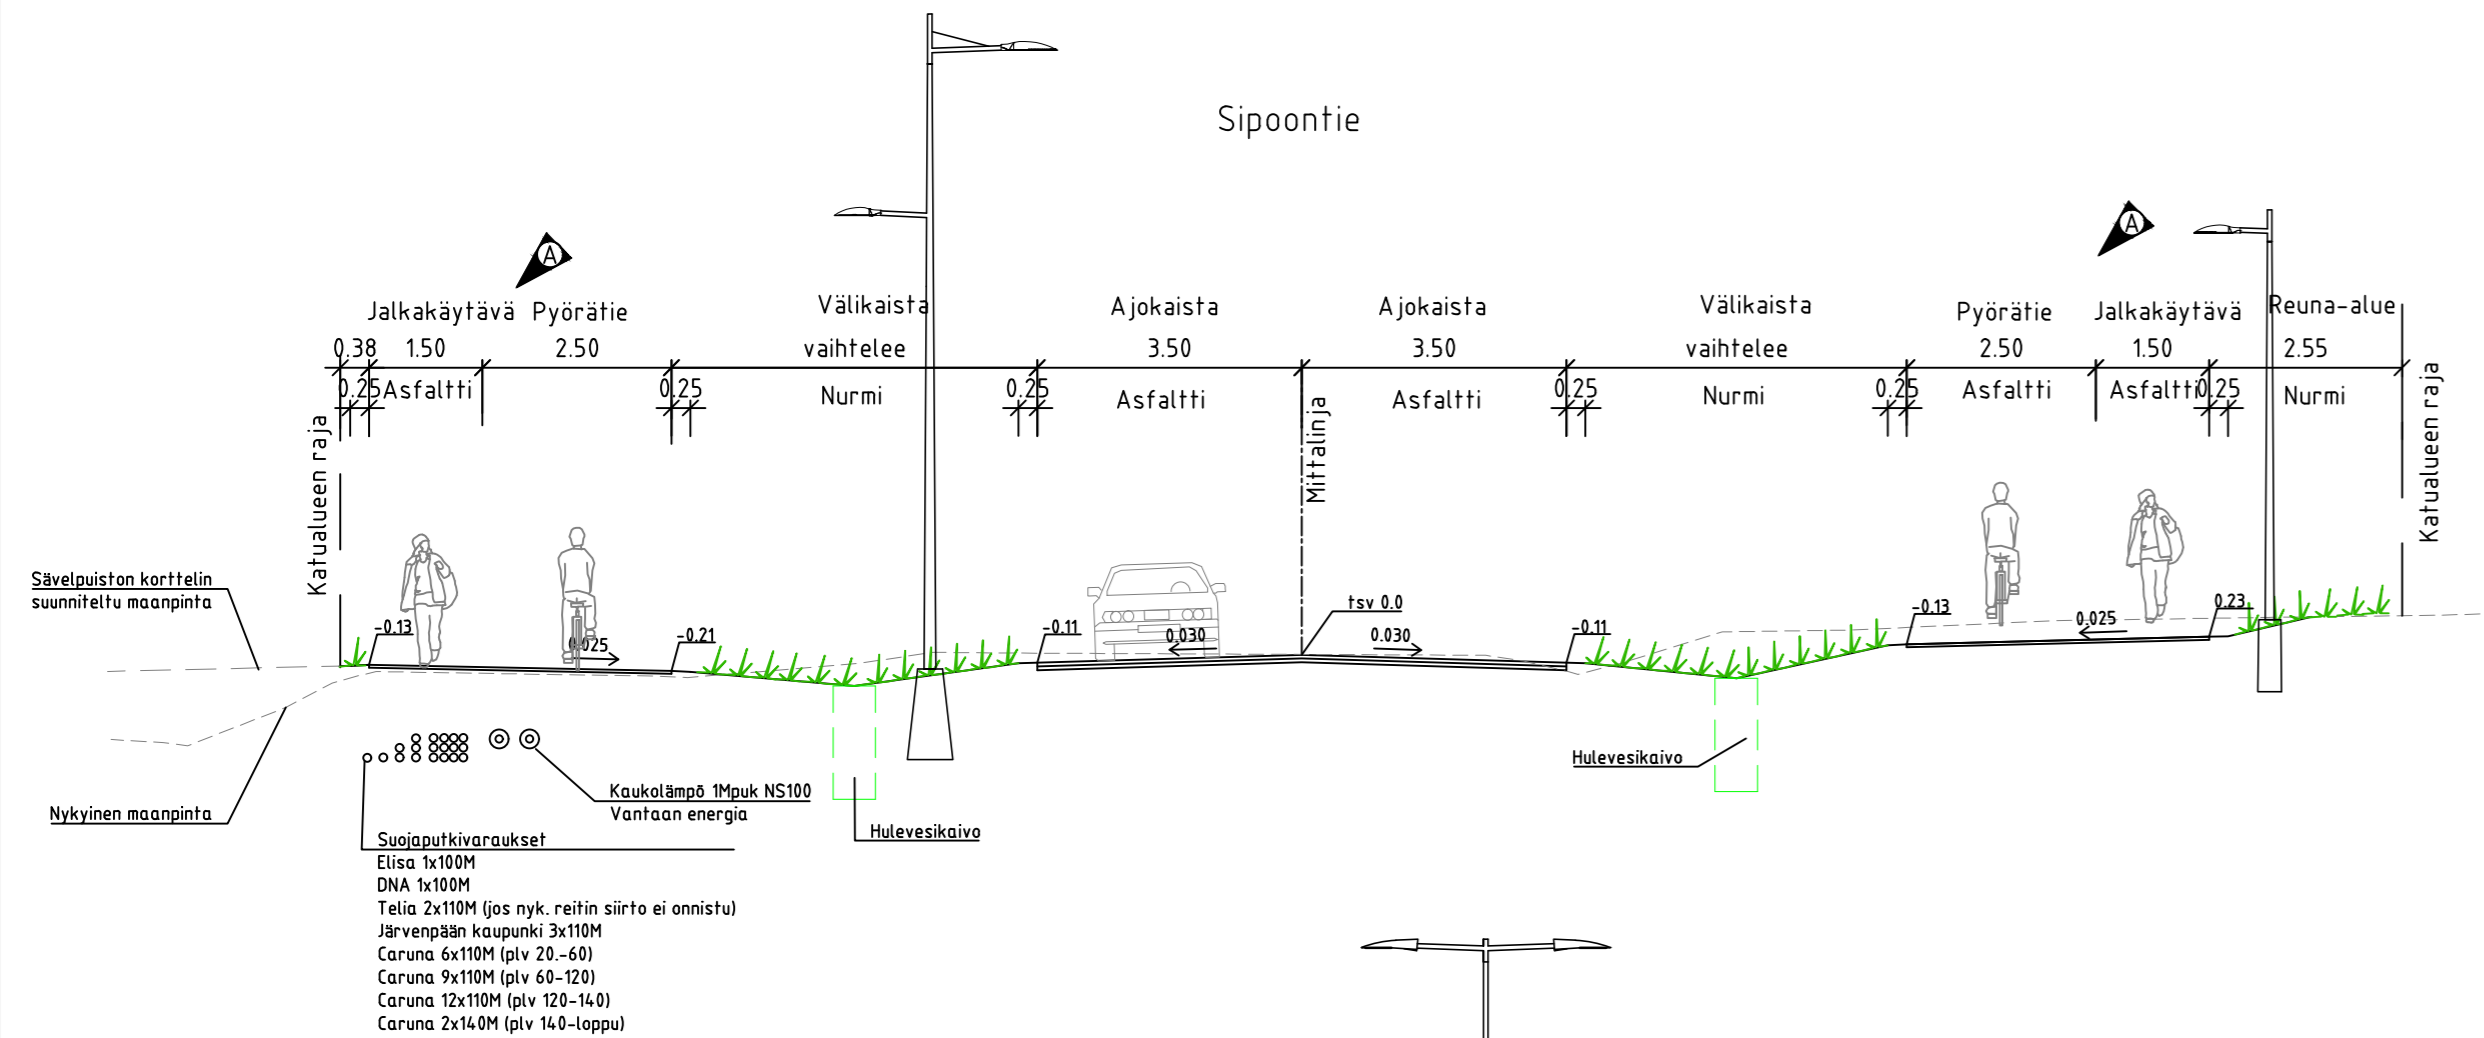 Sipoontie
A
A
Jalkakäytävä Pyörätie Välikaista Ajokaista Ajokaista Välikaista Pyörätie Jalkakäytävä Reuna-alue
0.38 1.50 2.50 vaihtelee 3.50 3.50 vaihtelee 2.50 1.50 2.55
0.25 Asfaltti 0.25 Nurmi 0.25 Asfaltti Asfaltti 0.25 Nurmi 0.25 Asfaltti Asfaltti 0.25 Nurmi
Katualueen raja
Mittalinja
Katualueen raja
Sävelpuiston korttelin
suunniteltu maanpinta
-0.13 0.025 -0.21 -0.11 0.030 tsv 0.0 0.030 -0.11 -0.13 0.025 0.23
Nykyinen maanpinta
Kaukolämpö 1Mpuk NS100
Vantaan energia
Hulevesikaivo
Hulevesikaivo
Suojaputkivaraukset
Elisa 1x100M
DNA 1x100M
Telia 2x110M (jos nyk. reitin siirto ei onnistu)
Järvenpään kaupunki 3x110M
Caruna 6x110M (plv 20.-60)
Caruna 9x110M (plv 60-120)
Caruna 12x110M (plv 120-140)
Caruna 2x140M (plv 140-loppu)